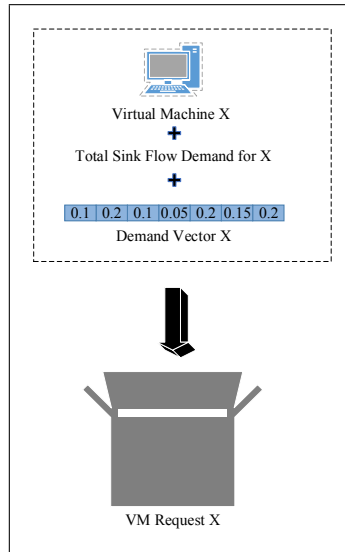 Virtual Machine X
+
Total Sink Flow Demand for X
+
0.1 0.2 0.1 0.05 0.2 0.15 0.2
Demand Vector X
VM Request X